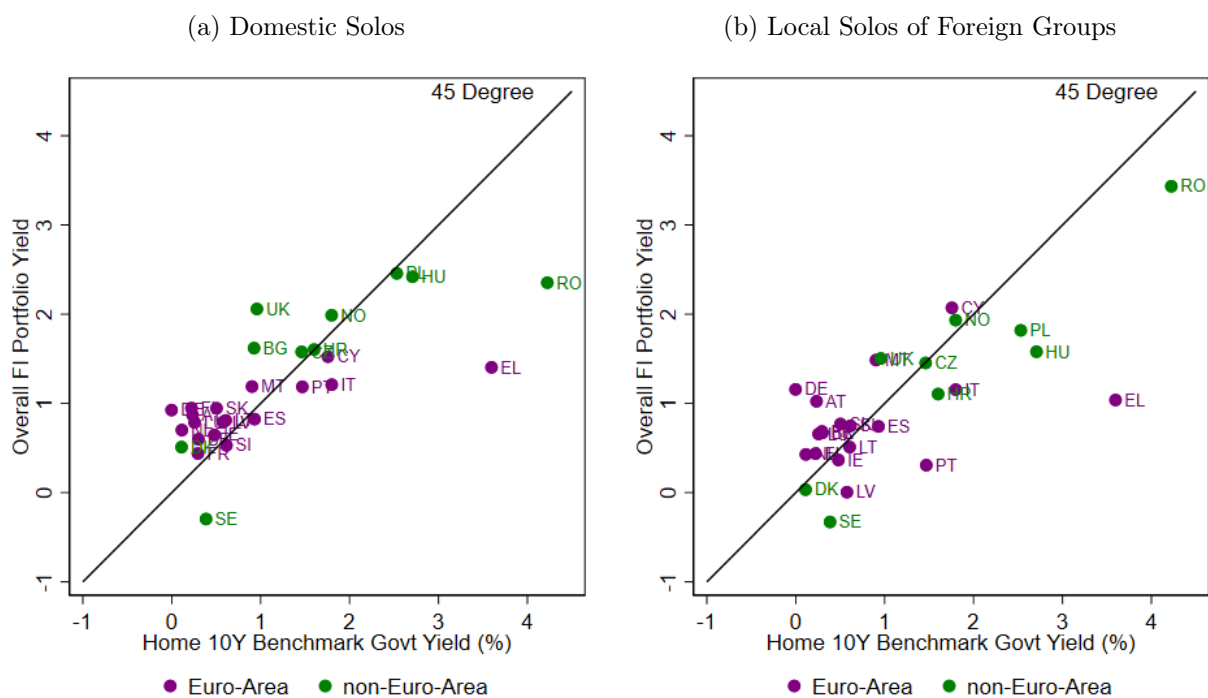 (a) Domestic Solos
(b) Local Solos of Foreign Groups
45 Degree
4
3
2
1
0
-1
Overall FI Portfolio Yield
PL
HU
RO
UK
NO
BG
HR
CY
EL
MT
PT
IT
SK
ES
LV
SI
FR
SE
-1
0
1
2
3
4
Home 10Y Benchmark Govt Yield (%)
Euro-Area
non-Euro-Area
45 Degree
4
3
2
1
0
-1
Overall FI Portfolio Yield
RO
CY
NO
PL
HU
UK
MT
CZ
DE
AT
HR
IT
EL
ES
LT
IE
PT
LV
DK
SE
-1
0
1
2
3
4
Home 10Y Benchmark Govt Yield (%)
Euro-Area
non-Euro-Area